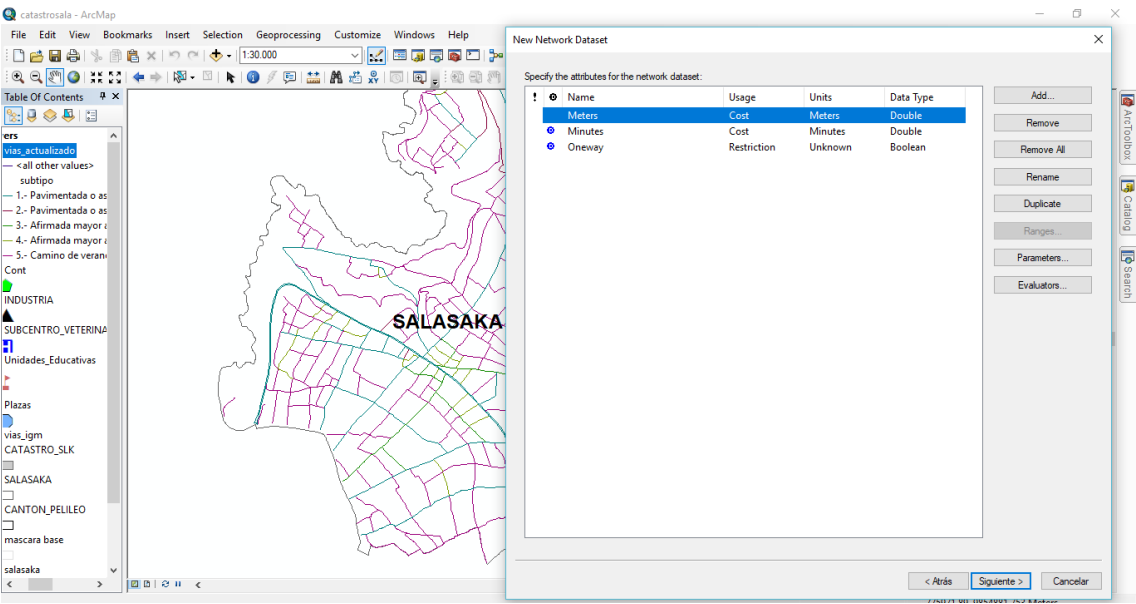 catastrosala - ArcMap
File Edit View Bookmarks Insert Selection Geoprocessing Customize Windows Help
1:30.000
Table Of Contents
ers
vias_actualizado
<all other values>
subtipo
1.- Pavimentada o as
2.- Pavimentada o as
3.- Afirmada mayor a
4.- Afirmada mayor a
5.- Camino de veran
Cont
INDUSTRIA
SUBCENTRO_VETERINA
Unidades_Educativas
Plazas
vias_igm
CATASTRO_SLK
SALASAKA
CANTON_PELILEO
mascara base
salasaka
SALASAKA
New Network Dataset
Specify the attributes for the network dataset:
! Name Usage Units Data Type
Meters Cost Meters Double
Minutes Cost Minutes Double
Oneway Restriction Unknown Boolean
Add...
Remove
Remove All
Rename
Duplicate
Ranges...
Parameters...
Evaluators...
< Atrás Siguiente > Cancelar
ArcToolbox
Catalog
Search